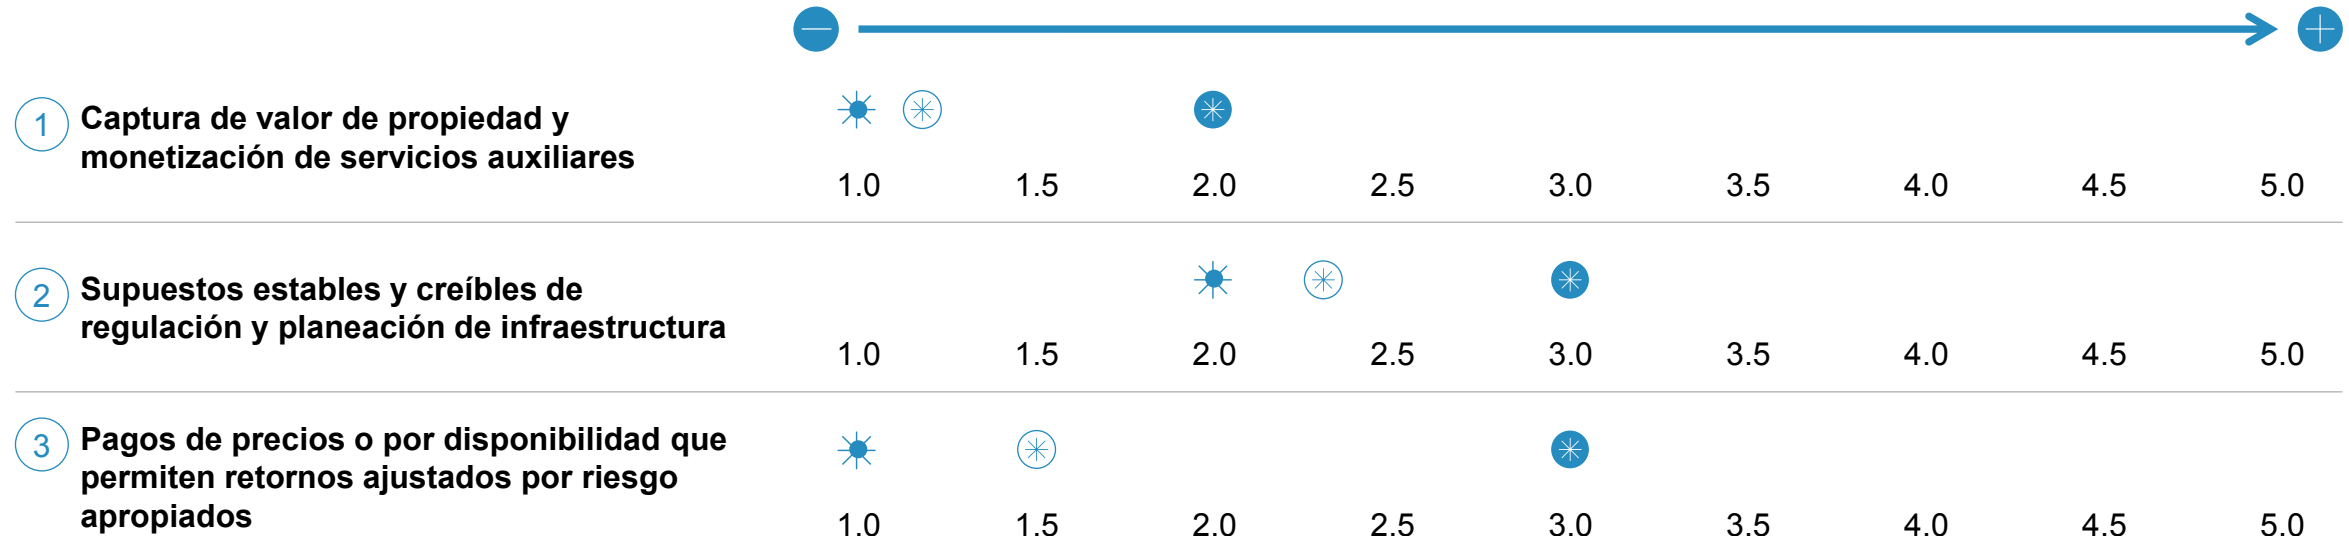 1 Captura de valor de propiedad y
monetización de servicios auxiliares
1.0 1.5 2.0 2.5 3.0 3.5 4.0 4.5 5.0
2 Supuestos estables y creíbles de
regulación y planeación de infraestructura
1.0 1.5 2.0 2.5 3.0 3.5 4.0 4.5 5.0
3 Pagos de precios o por disponibilidad que
permiten retornos ajustados por riesgo
apropiados
1.0 1.5 2.0 2.5 3.0 3.5 4.0 4.5 5.0